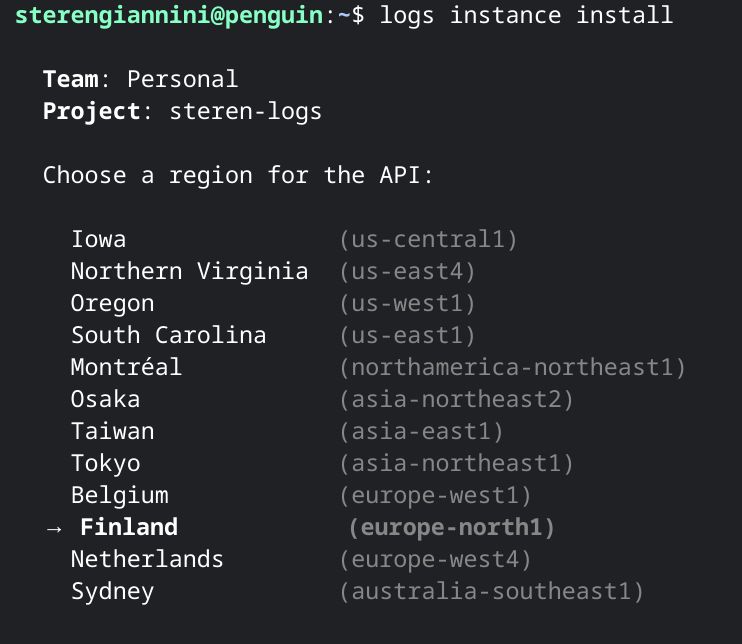 sterengiannini@penguin:~$ logs instance install
Team: Personal
Project: steren-logs
Choose a region for the API:
Iowa (us-central1)
Northern Virginia (us-east4)
Oregon (us-west1)
South Carolina (us-east1)
Montréal (northamerica-northeast1)
Osaka (asia-northeast2)
Taiwan (asia-east1)
Tokyo (asia-northeast1)
Belgium (europe-west1)
→ Finland (europe-north1)
Netherlands (europe-west4)
Sydney (australia-southeast1)